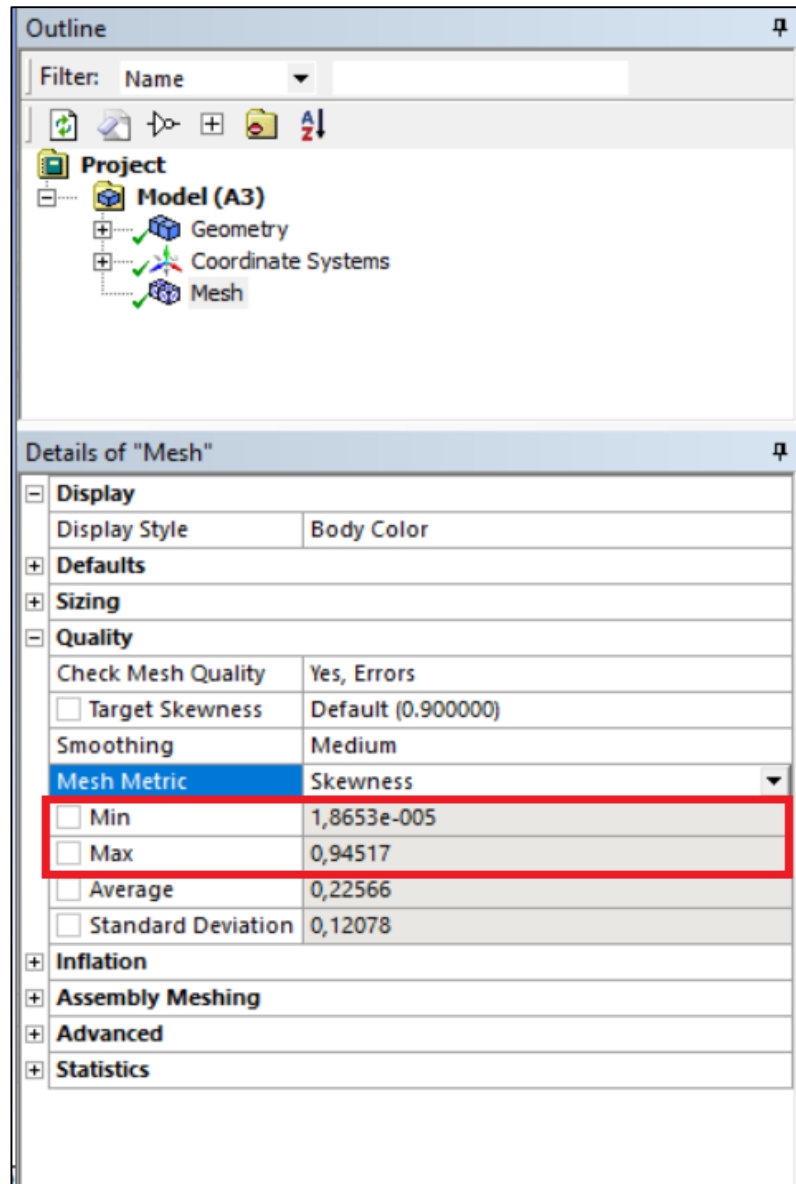 Outline
Filter: Name
Project
Model (A3)
Geometry
Coordinate Systems
Mesh
Details of "Mesh"
Display
Display Style Body Color
Defaults
Sizing
Quality
Check Mesh Quality Yes, Errors
Target Skewness Default (0.900000)
Smoothing Medium
Mesh Metric Skewness
Min 1,8653e-005
Max 0,94517
Average 0,22566
Standard Deviation 0,12078
Inflation
Assembly Meshing
Advanced
Statistics